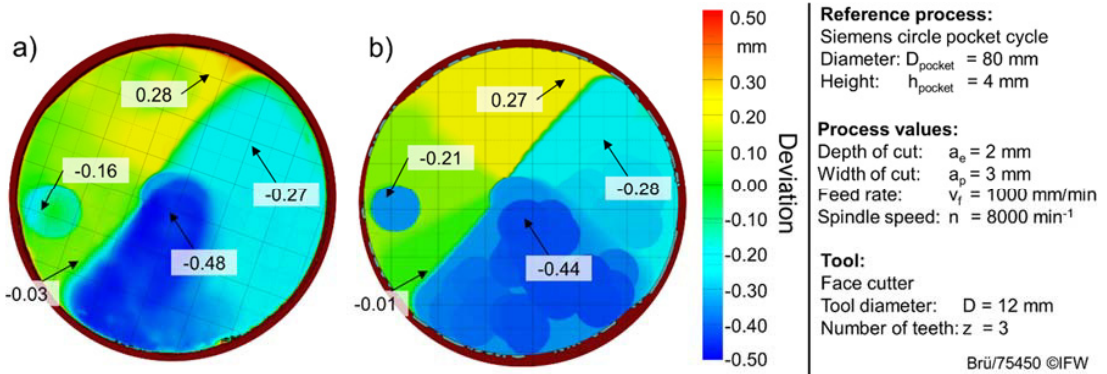 a)
0.28
-0.16
-0.27
-0.48
-0.03
b)
0.27
-0.21
-0.28
-0.44
-0.01
0.50
mm
0.30
0.20
0.10
0.00
-0.10
-0.20
-0.30
-0.40
-0.50
Deviation
Reference process:
Siemens circle pocket cycle
Diameter: Dpocket = 80 mm
Height: hpocket = 4 mm
Process values:
Depth of cut: ae = 2 mm
Width of cut: ap = 3 mm
Feed rate: vf = 1000 mm/min
Spindle speed: n = 8000 min⁻¹
Tool:
Face cutter
Tool diameter: D = 12 mm
Number of teeth: z = 3
Brü/75450 ©IFW